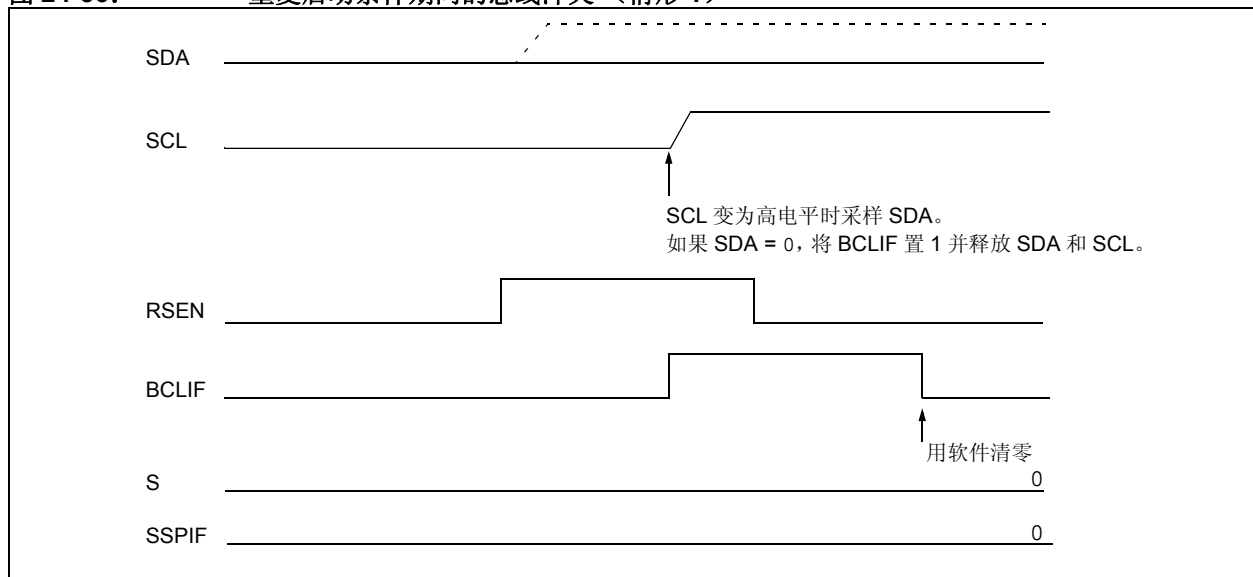 SDA
SCL
SCL 变为高电平时采样 SDA。
如果 SDA = 0，将 BCLIF 置 1 并释放 SDA 和 SCL。
RSEN
BCLIF
用软件清零
S
0
SSPIF
0